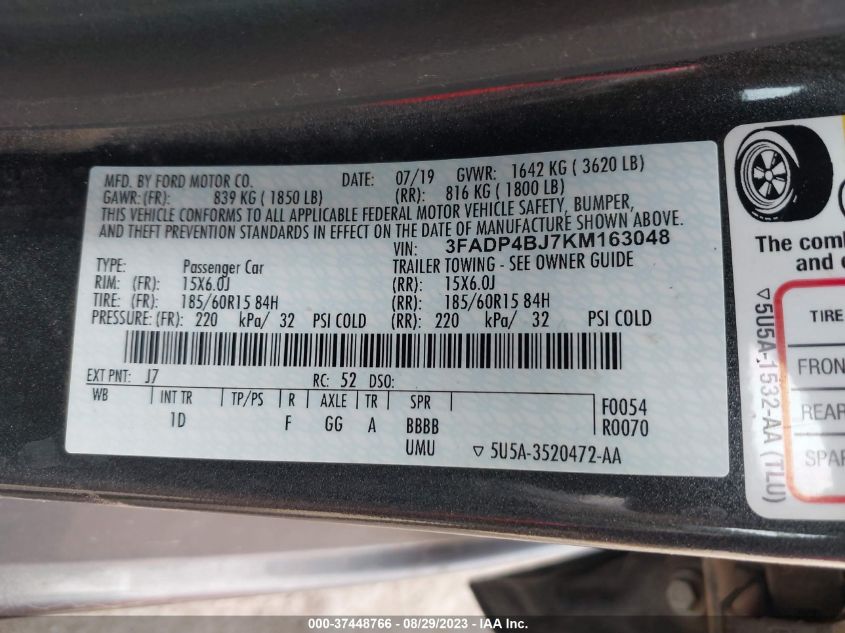 MFD. BY FORD MOTOR CO. DATE: 07/19 GVWR: 1642 KG ( 3620 LB)
GAWR: (FR): 839 KG ( 1850 LB) (RR): 816 KG ( 1800 LB)
THIS VEHICLE CONFORMS TO ALL APPLICABLE FEDERAL MOTOR VEHICLE SAFETY, BUMPER,
AND THEFT PREVENTION STANDARDS IN EFFECT ON THE DATE OF MANUFACTURE SHOWN ABOVE.
VIN: 3FADP4BJ7KM163048
TYPE: Passenger Car TRAILER TOWING - SEE OWNER GUIDE
RIM: (FR): 15X6.0J (RR): 15X6.0J
TIRE: (FR): 185/60R15 84H (RR): 185/60R15 84H
PRESSURE: (FR): 220 kPa/ 32 PSI COLD (RR): 220 kPa/ 32 PSI COLD
EXT PNT: J7 RC: 52 DSO:
WB INT TR TP/PS R AXLE TR SPR F0054
1D F GG A BBBB R0070
UMU ▽ 5U5A-3520472-AA
The comb
and
▽5U5A-1532-AA (TLU)
TIRE
FRON
REAR
SPAR
000-37448766 - 08/29/2023 - IAA Inc.